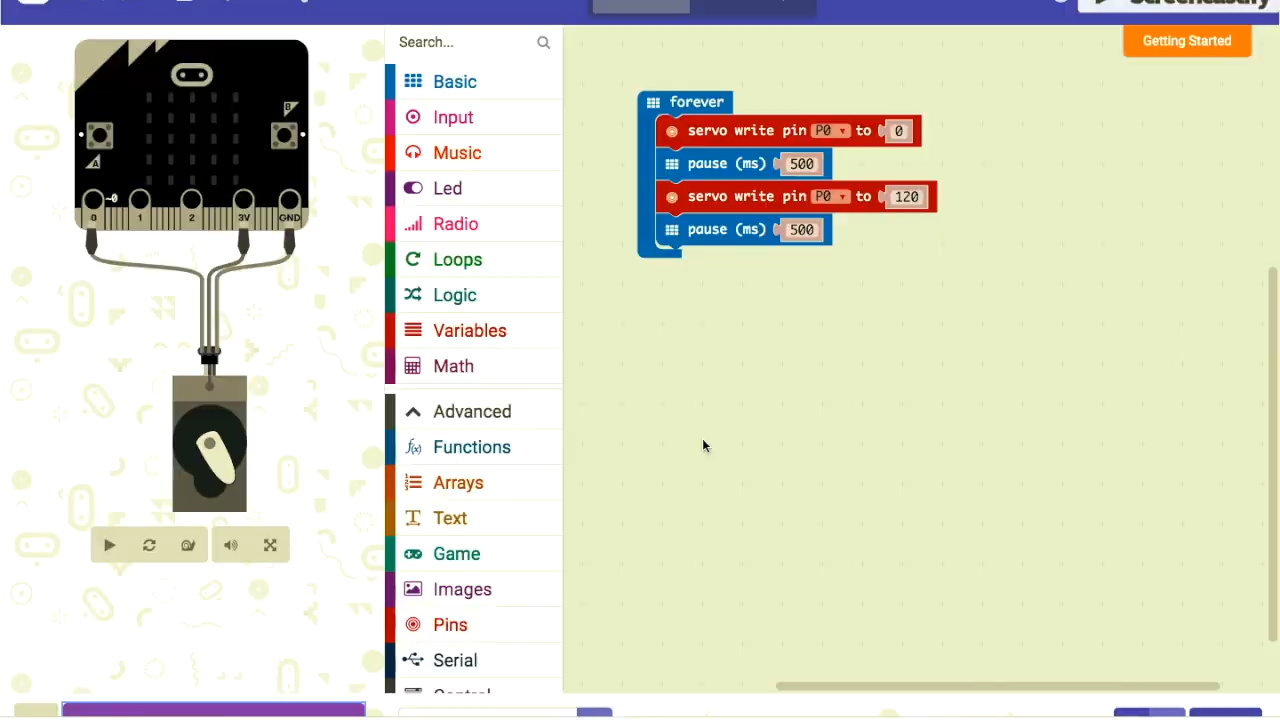 Search...
Getting Started
Basic
Input
Music
Led
Radio
Loops
Logic
Variables
Math
Advanced
Functions
Arrays
Text
Game
Images
Pins
Serial
forever
servo write pin P0 to 0
pause (ms) 500
servo write pin P0 to 120
pause (ms) 500
B
A
~0
0 1 2 3V GND